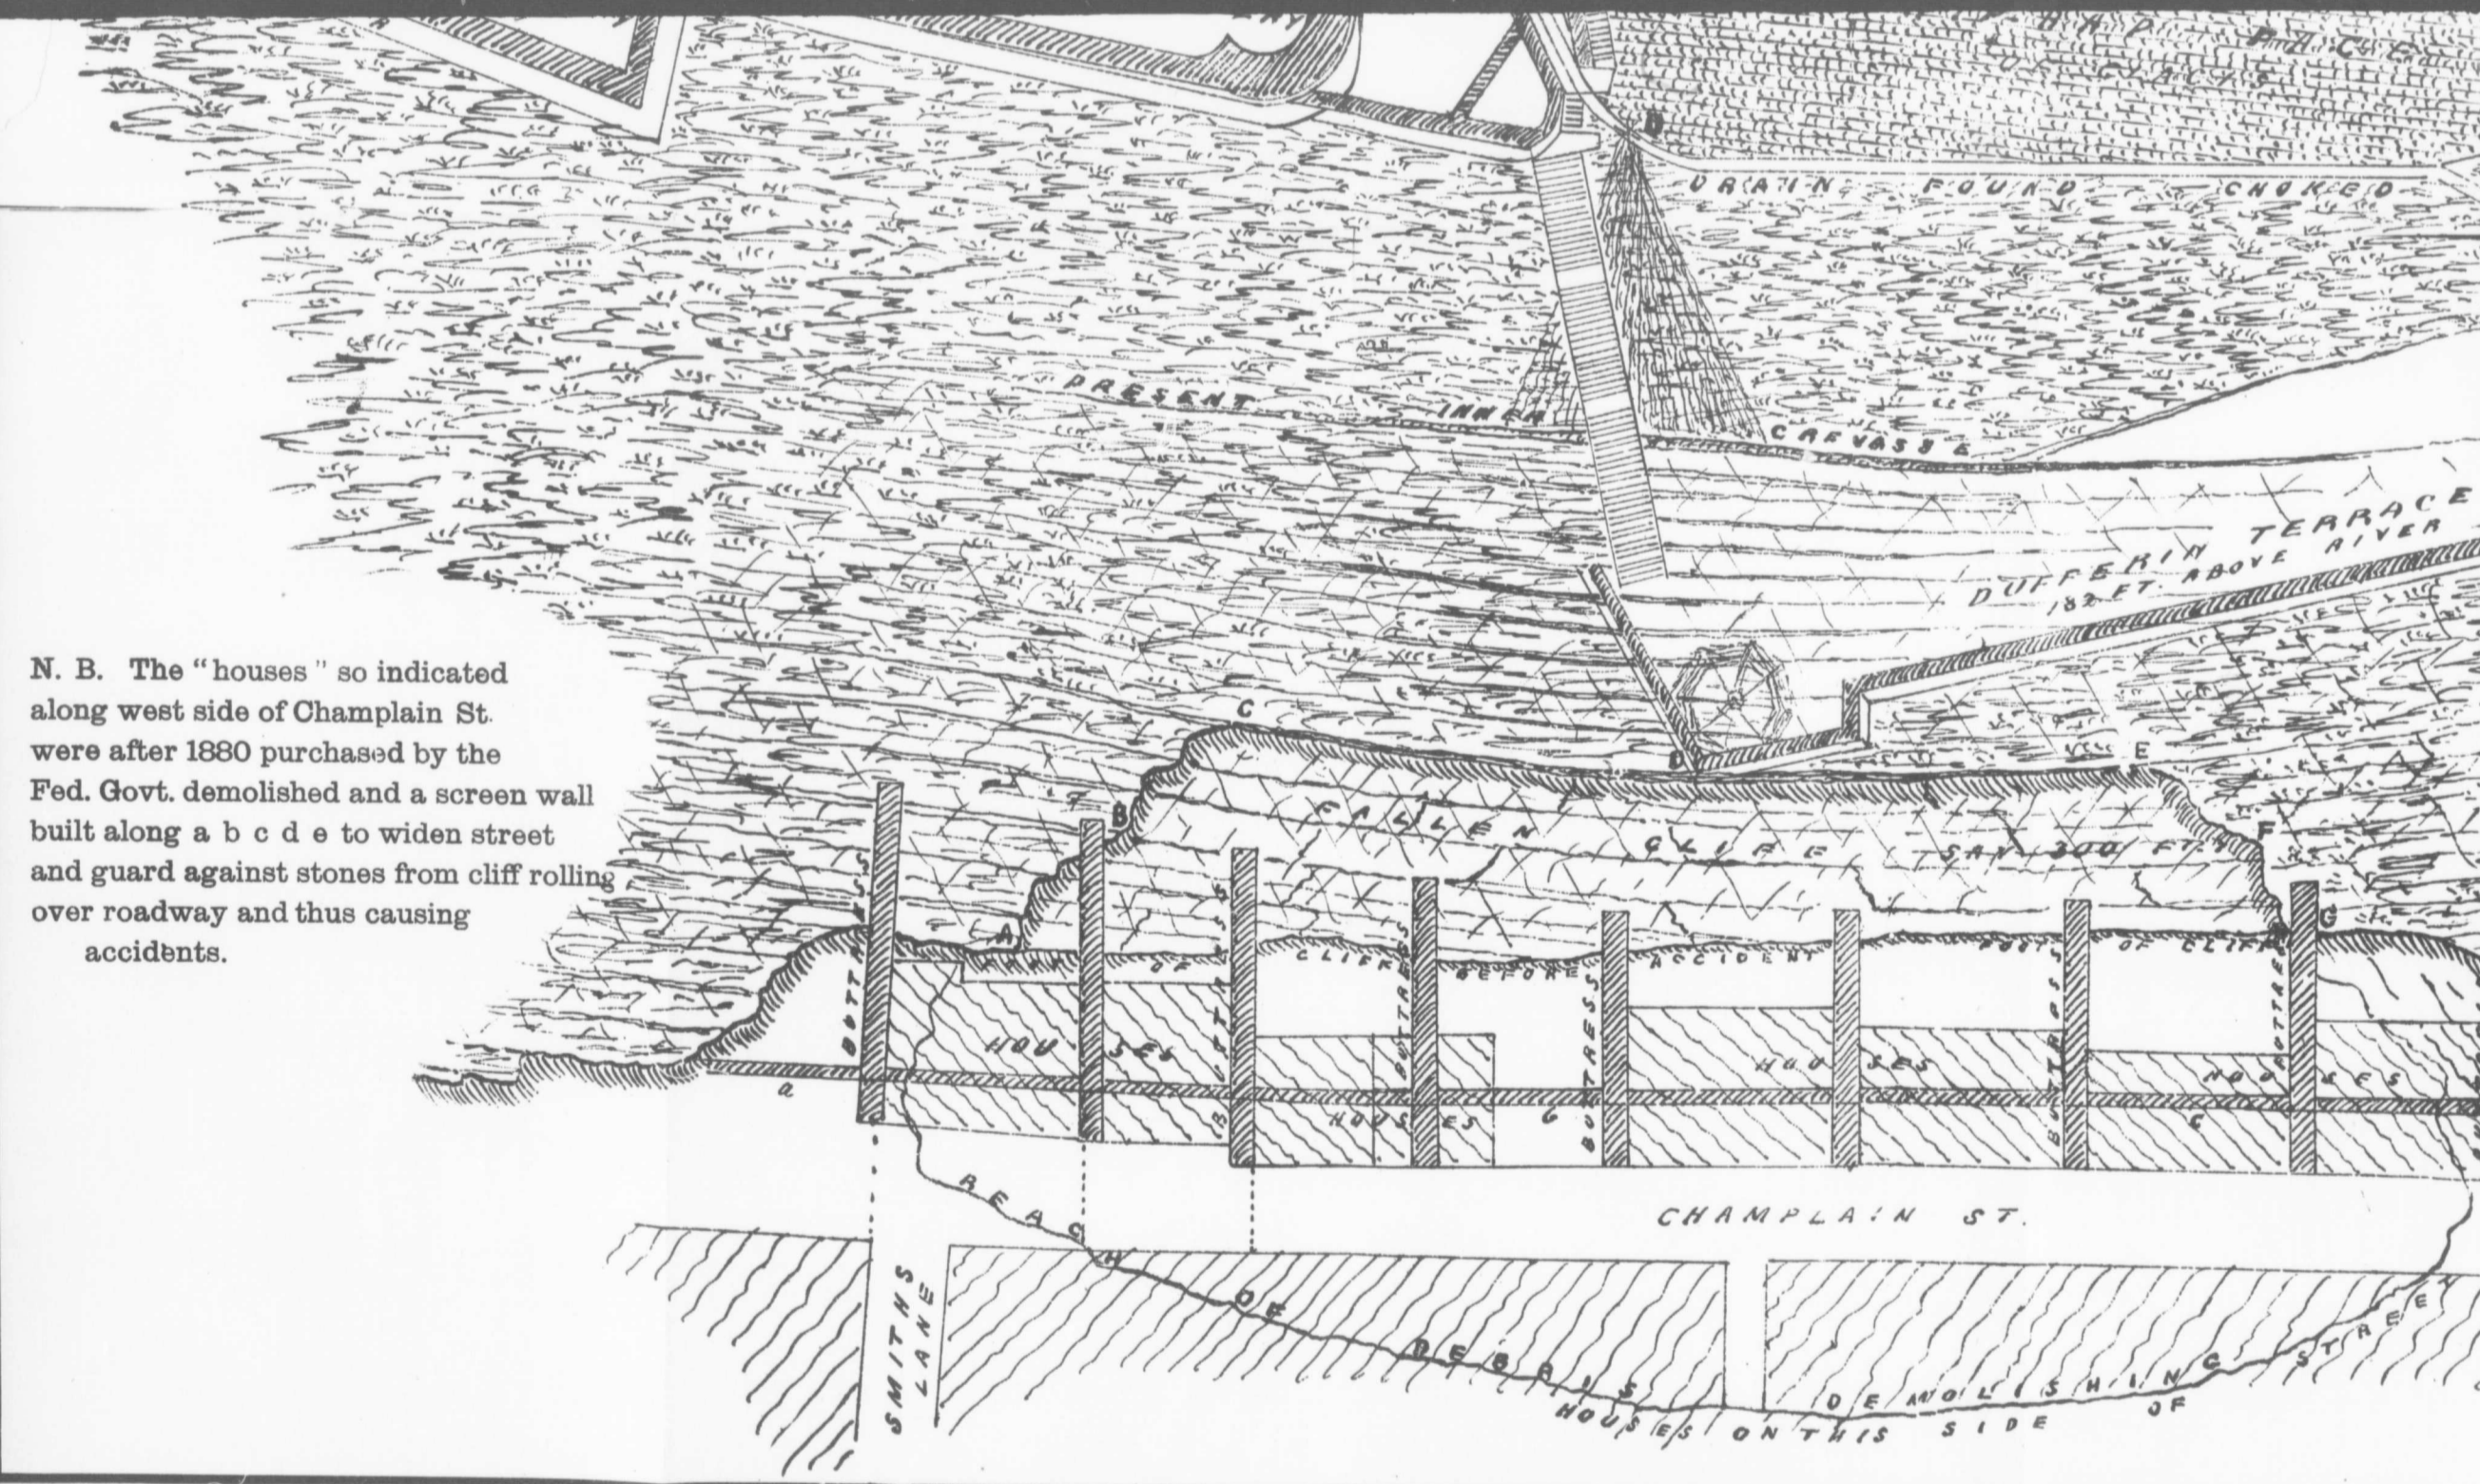 DRAIN FOUND CHOKED
PRESENT INNER CREVASSE
DUFFERIN TERRACE
182 FT. ABOVE RIVER
N. B. The "houses" so indicated
along west side of Champlain St.
were after 1880 purchased by the
Fed. Govt. demolished and a screen wall
built along a b c d e to widen street
and guard against stones from cliff rolling
over roadway and thus causing
accidents.
D
C
D
E
B
F
A
G
FALLEN CLIFF SAY 300 FT
OF CLIFF BEFORE ACCIDENT
FOOT OF CLIFF
BUTTRESS
BUTTRESS
BUTTRESS
BUTTRESS
BUTTRESS
BUTTRESS
HOUSES
HOUSES
HOUSES
HOUSES
a
b
c
CHAMPLAIN ST.
SMITHS
LANE
REACH OF DEBRIS DEMOLISHING
HOUSES ON THIS SIDE OF STREET